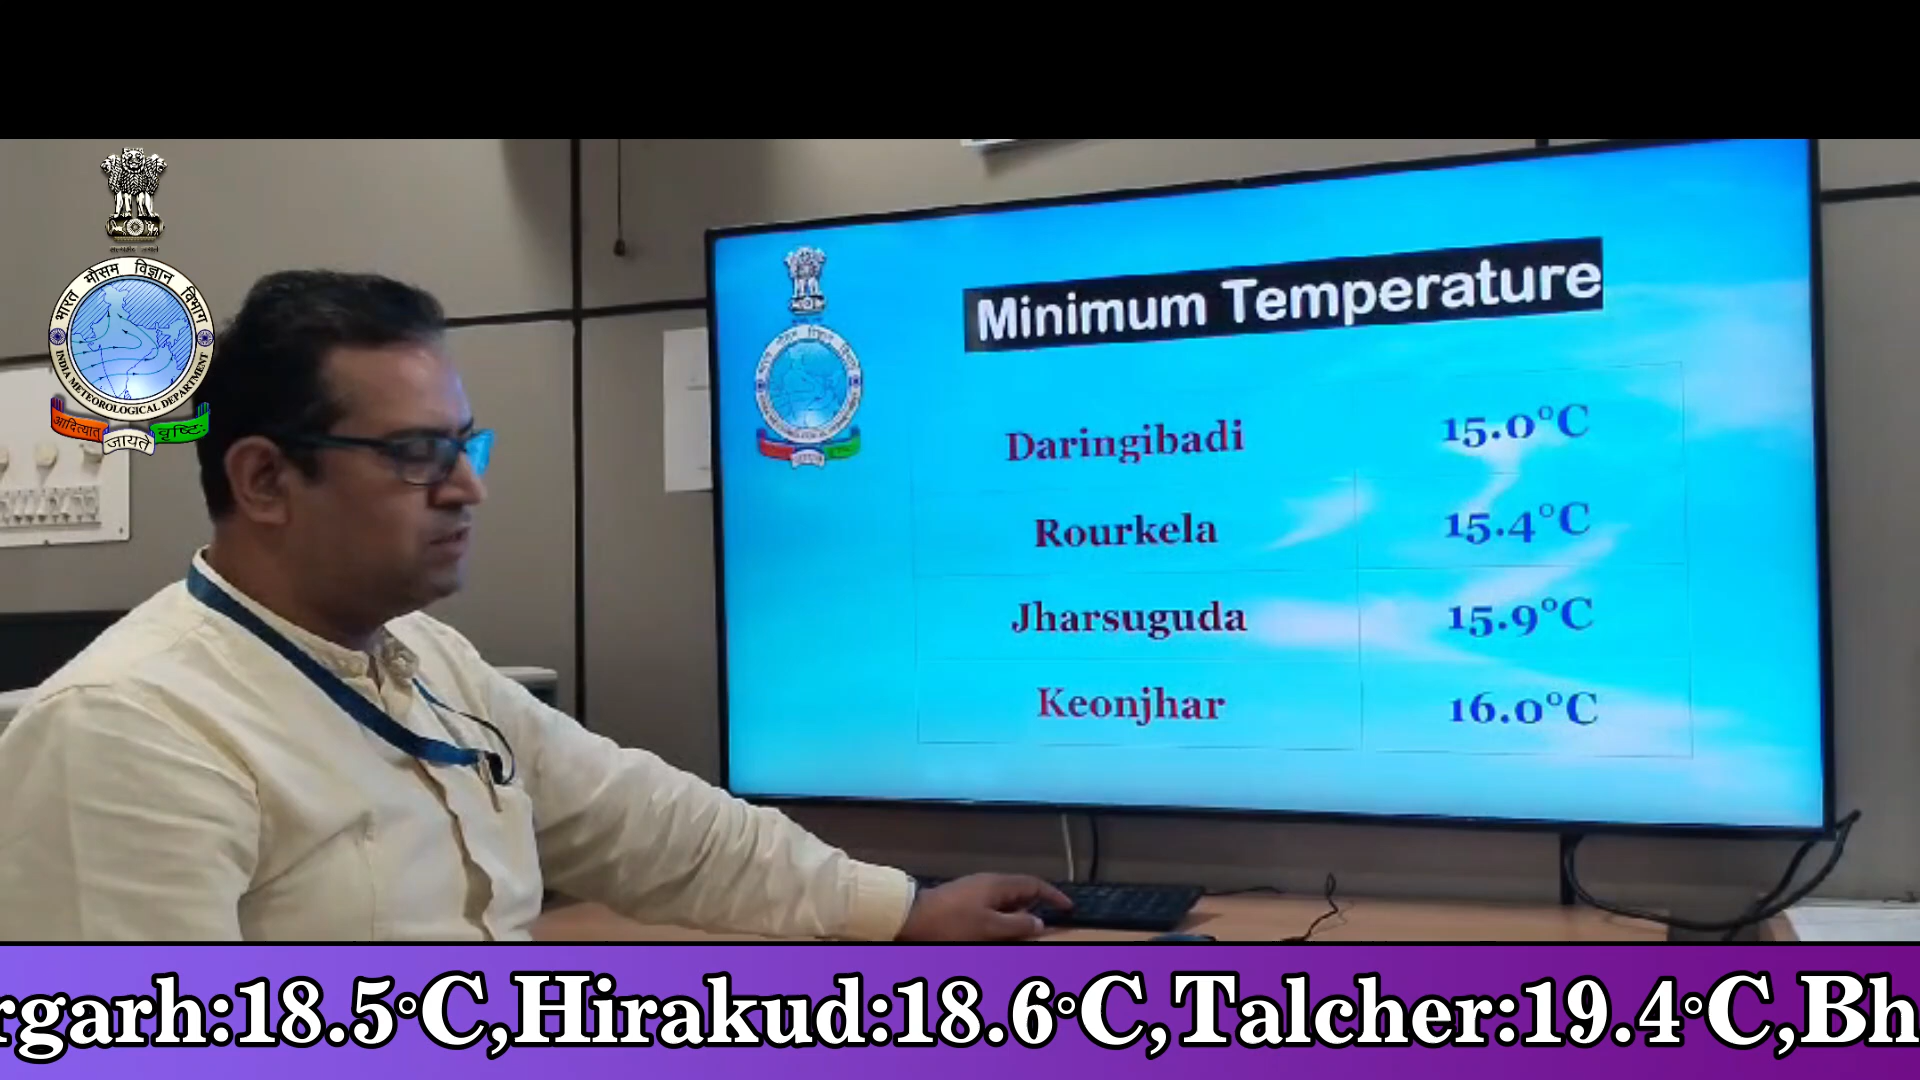 भारत मौसम विज्ञान विभाग
INDIA METEOROLOGICAL DEPARTMENT
आदित्यात् जायते वृष्टिः
Minimum Temperature
Daringibadi 15.0°C
Rourkela 15.4°C
Jharsuguda 15.9°C
Keonjhar 16.0°C
rgarh:18.5°C,Hirakud:18.6°C,Talcher:19.4°C,Bh